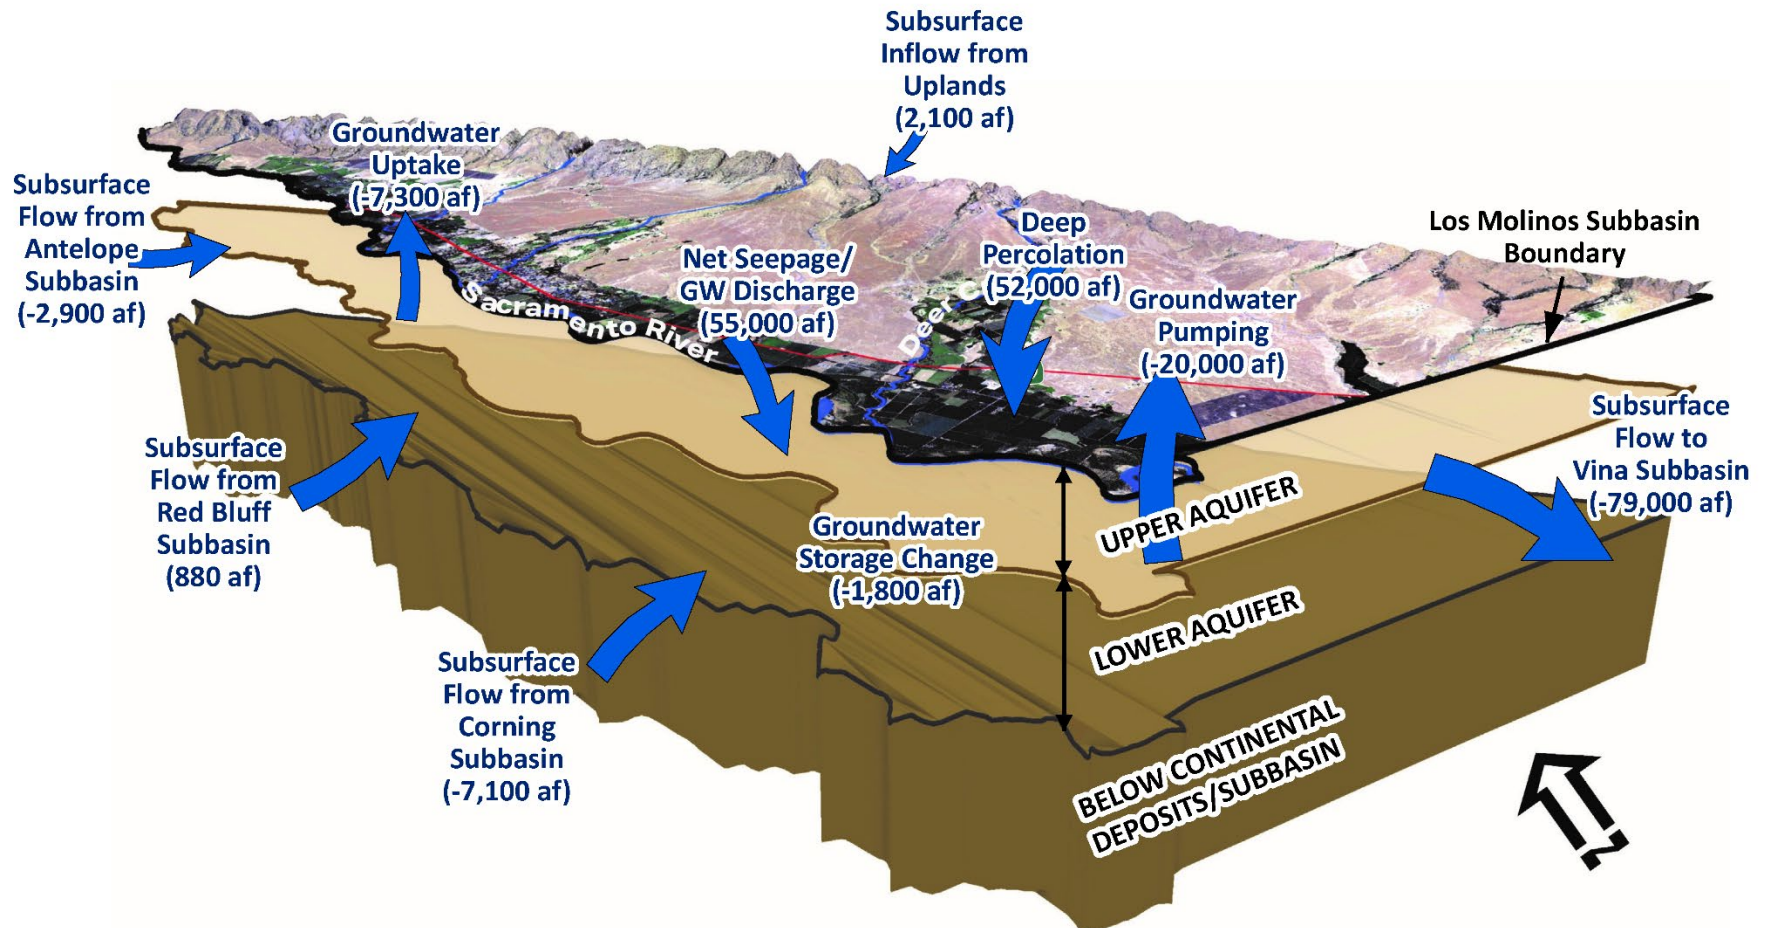 Subsurface
Inflow from
Uplands
(2,100 af)
Groundwater
Uptake
(-7,300 af)
Subsurface
Flow from
Antelope
Subbasin
(-2,900 af)
Net Seepage/
GW Discharge
(55,000 af)
Deep
Percolation
(52,000 af)
Groundwater
Pumping
(-20,000 af)
Los Molinos Subbasin
Boundary
Sacramento River
Deer
Subsurface
Flow to
Vina Subbasin
(-79,000 af)
Subsurface
Flow from
Red Bluff
Subbasin
(880 af)
Groundwater
Storage Change
(-1,800 af)
UPPER AQUIFER
LOWER AQUIFER
Subsurface
Flow from
Corning
Subbasin
(-7,100 af)
BELOW CONTINENTAL
DEPOSITS/SUBBASIN
N